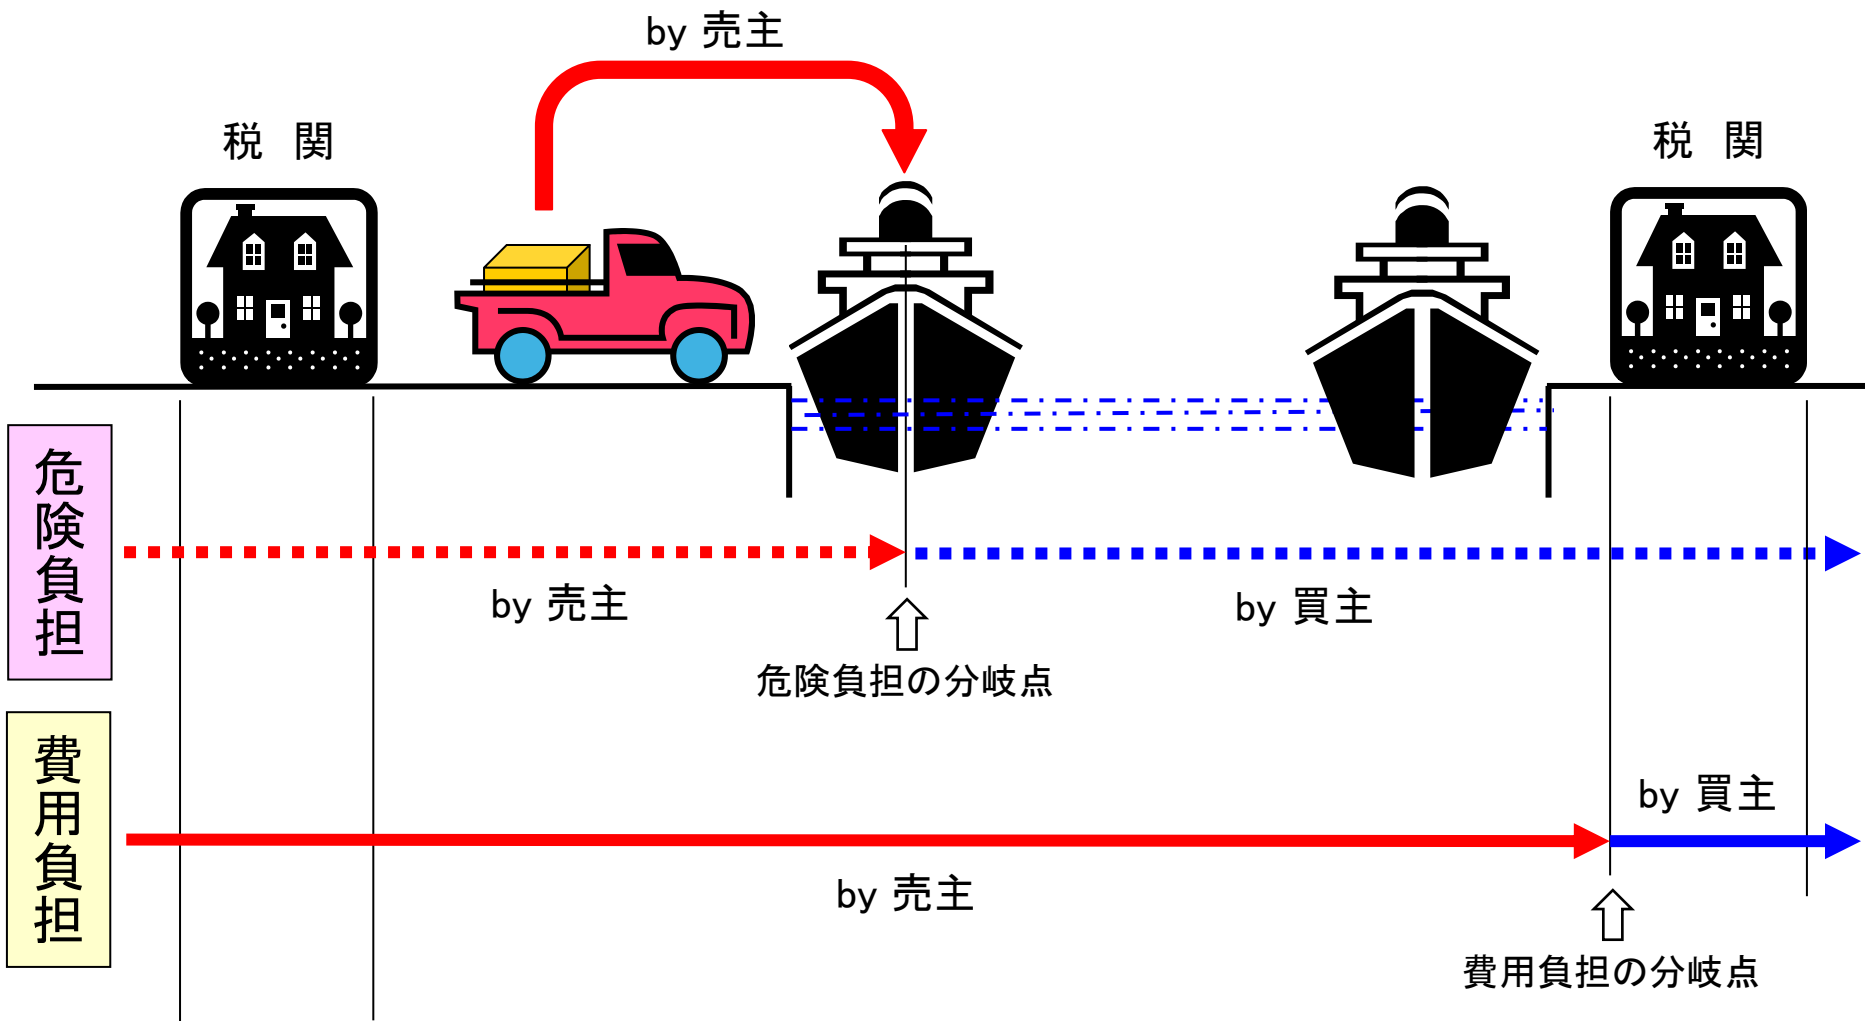 by 売主
税 関
税 関
危険負担
by 売主
by 買主
危険負担の分岐点
費用負担
by 買主
by 売主
費用負担の分岐点